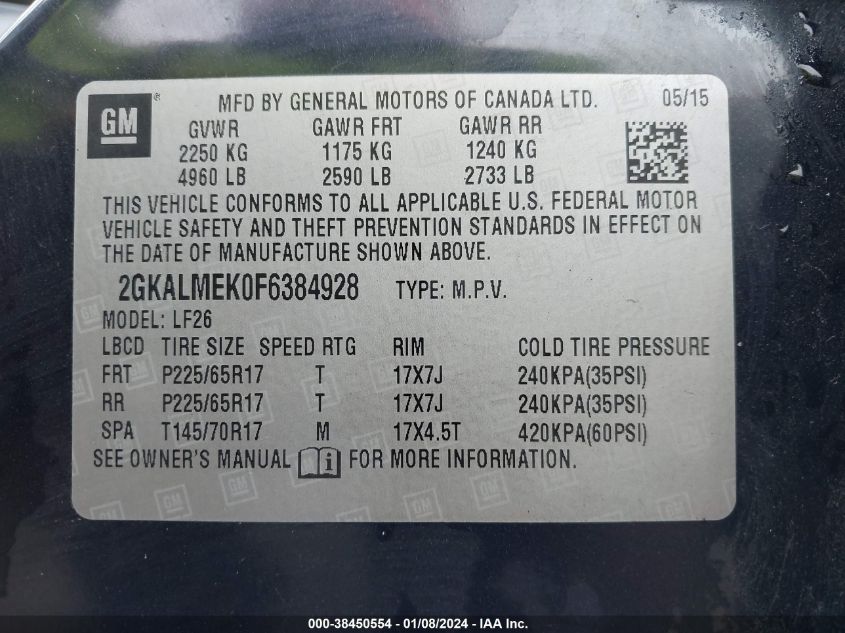 GM ® MFD BY GENERAL MOTORS OF CANADA LTD. 05/15
GVWR GAWR FRT GAWR RR
2250 KG 1175 KG 1240 KG
4960 LB 2590 LB 2733 LB
THIS VEHICLE CONFORMS TO ALL APPLICABLE U.S. FEDERAL MOTOR
VEHICLE SAFETY AND THEFT PREVENTION STANDARDS IN EFFECT ON
THE DATE OF MANUFACTURE SHOWN ABOVE.
2GKALMEK0F6384928 TYPE: M.P.V.
MODEL: LF26
LBCD TIRE SIZE SPEED RTG RIM COLD TIRE PRESSURE
FRT P225/65R17 T 17X7J 240KPA(35PSI)
RR P225/65R17 T 17X7J 240KPA(35PSI)
SPA T145/70R17 M 17X4.5T 420KPA(60PSI)
SEE OWNER'S MANUAL i FOR MORE INFORMATION.
000-38450554 - 01/08/2024 - IAA Inc.